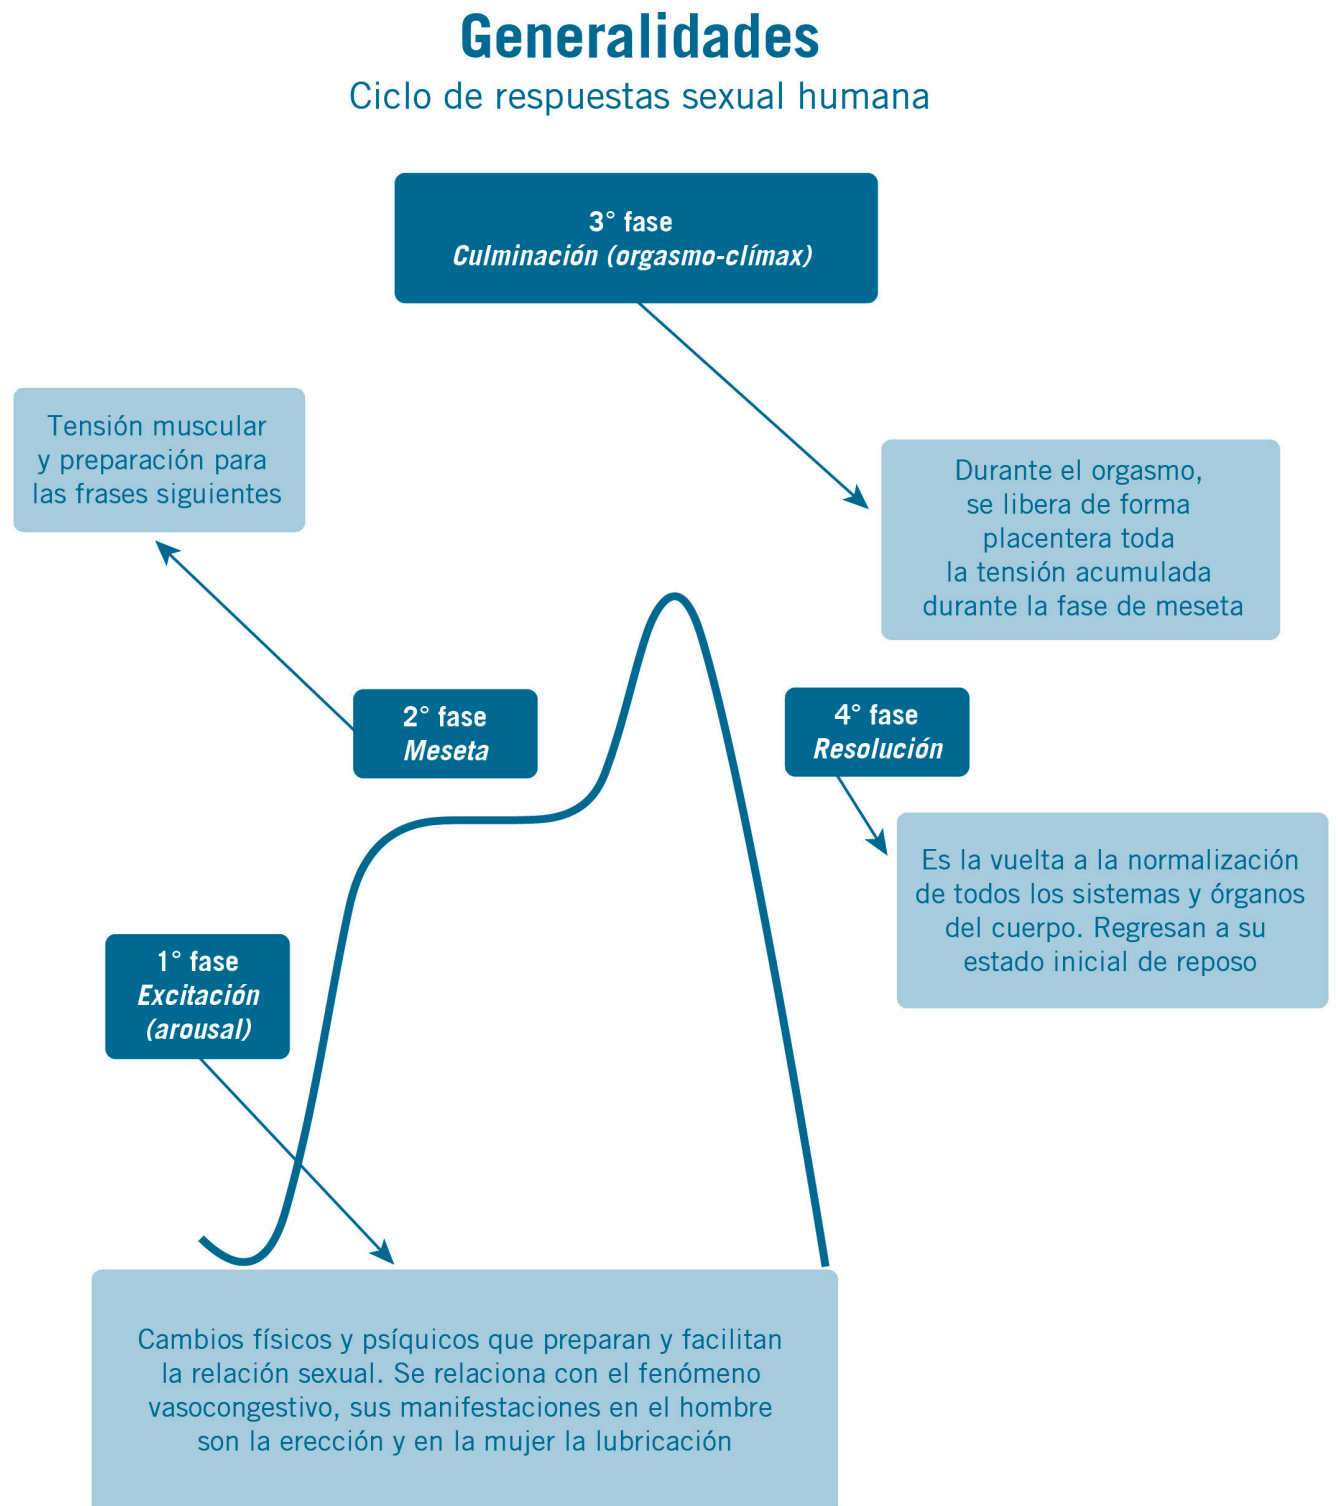 Generalidades
Ciclo de respuestas sexual humana
3° fase
Culminación (orgasmo-clímax)
Tensión muscular
y preparación para
las frases siguientes
Durante el orgasmo,
se libera de forma
placentera toda
la tensión acumulada
durante la fase de meseta
2° fase
Meseta
4° fase
Resolución
Es la vuelta a la normalización
de todos los sistemas y órganos
del cuerpo. Regresan a su
estado inicial de reposo
1° fase
Excitación
(arousal)
Cambios físicos y psíquicos que preparan y facilitan
la relación sexual. Se relaciona con el fenómeno
vasocongestivo, sus manifestaciones en el hombre
son la erección y en la mujer la lubricación